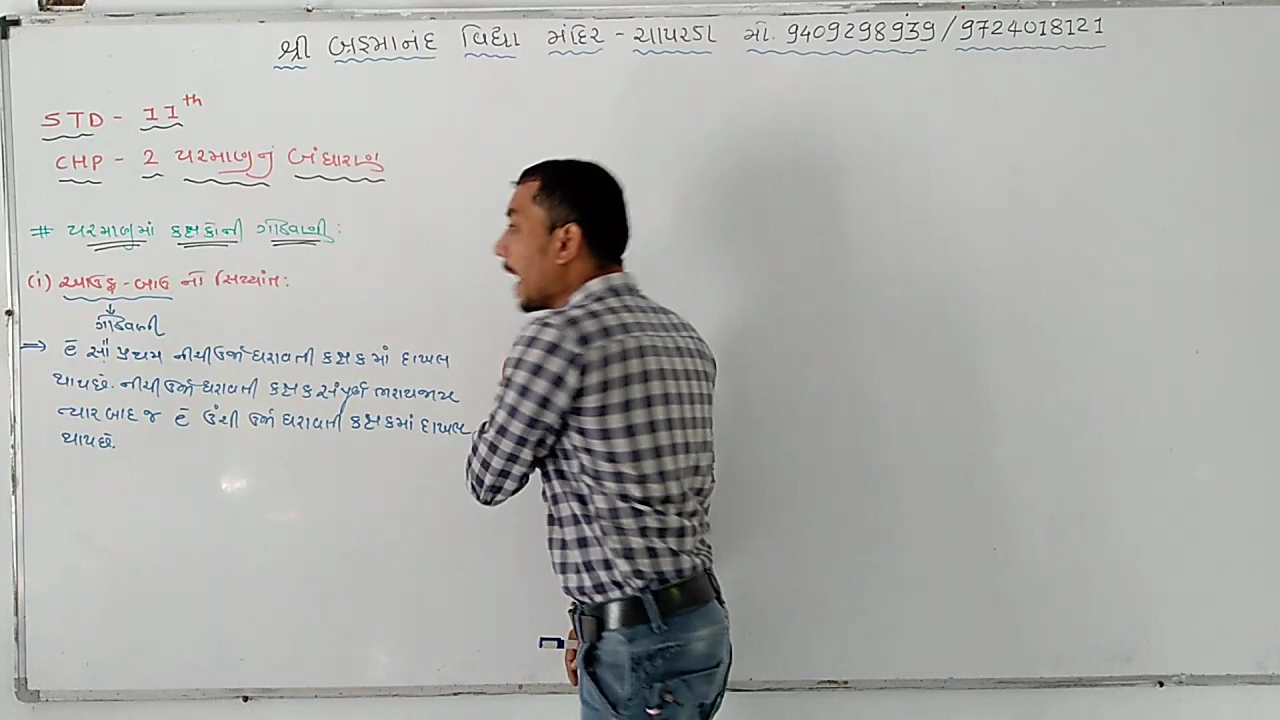 શ્રી બ્રહ્માનંદ વિદ્યા મંદિર - ચાપરડા મો. 9409298939 / 9724018121
STD - 11th
CHP - 2 પરમાણુનું બંધારણ
# પરમાણુમાં કક્ષકોની ગોઠવણી:
(i) આઉફ-બાઉ નો સિધ્ધાંત:
ગોઠવણી
⇒ e⁻ સૌ પ્રથમ નીચી ઉર્જા ધરાવતી કક્ષકમાં દાખલ
થાય છે. નીચી ઉર્જા ધરાવતી કક્ષક સંપૂર્ણ ભરાય જાય
ત્યાર બાદ જ e⁻ ઉંચી ઉર્જા ધરાવતી કક્ષકમાં દાખલ
થાય છે.